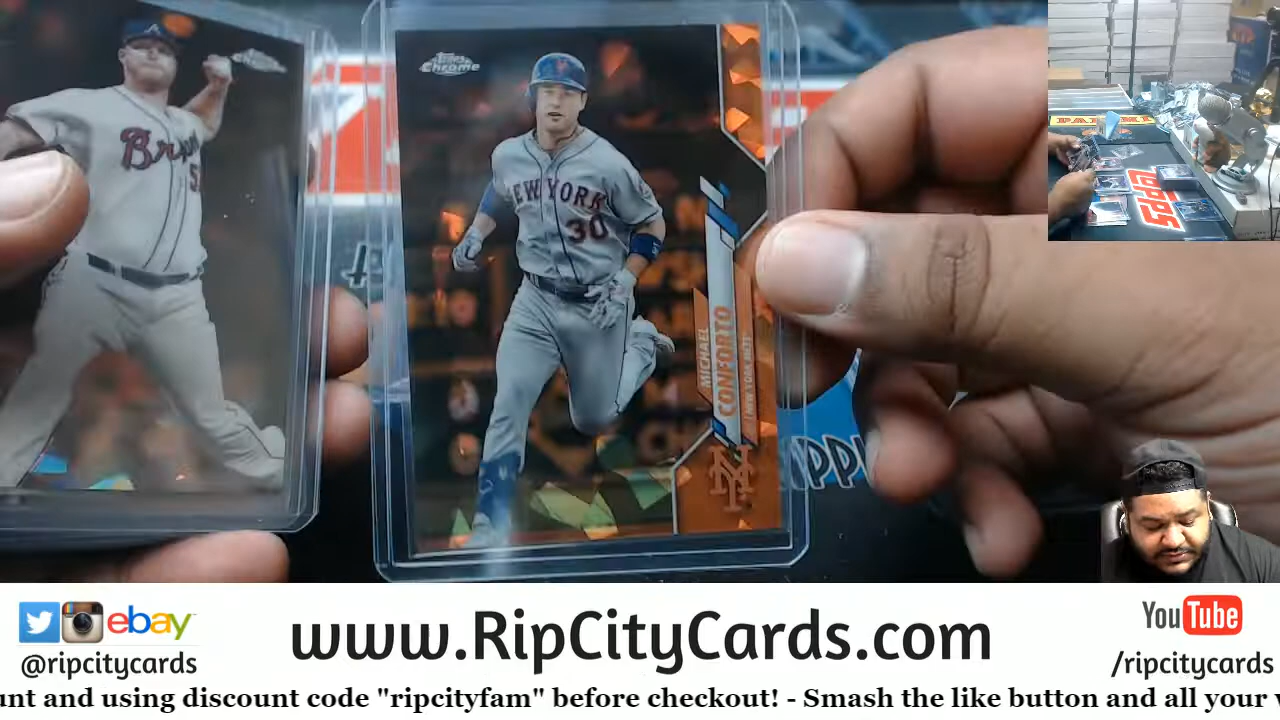 Topps
Chrome
NEW YORK
30
MICHAEL
CONFORTO
NEW YORK METS
ebay
@ripcitycards
www.RipCityCards.com
YouTube
/ripcitycards
unt and using discount code "ripcityfam" before checkout! - Smash the like button and all your